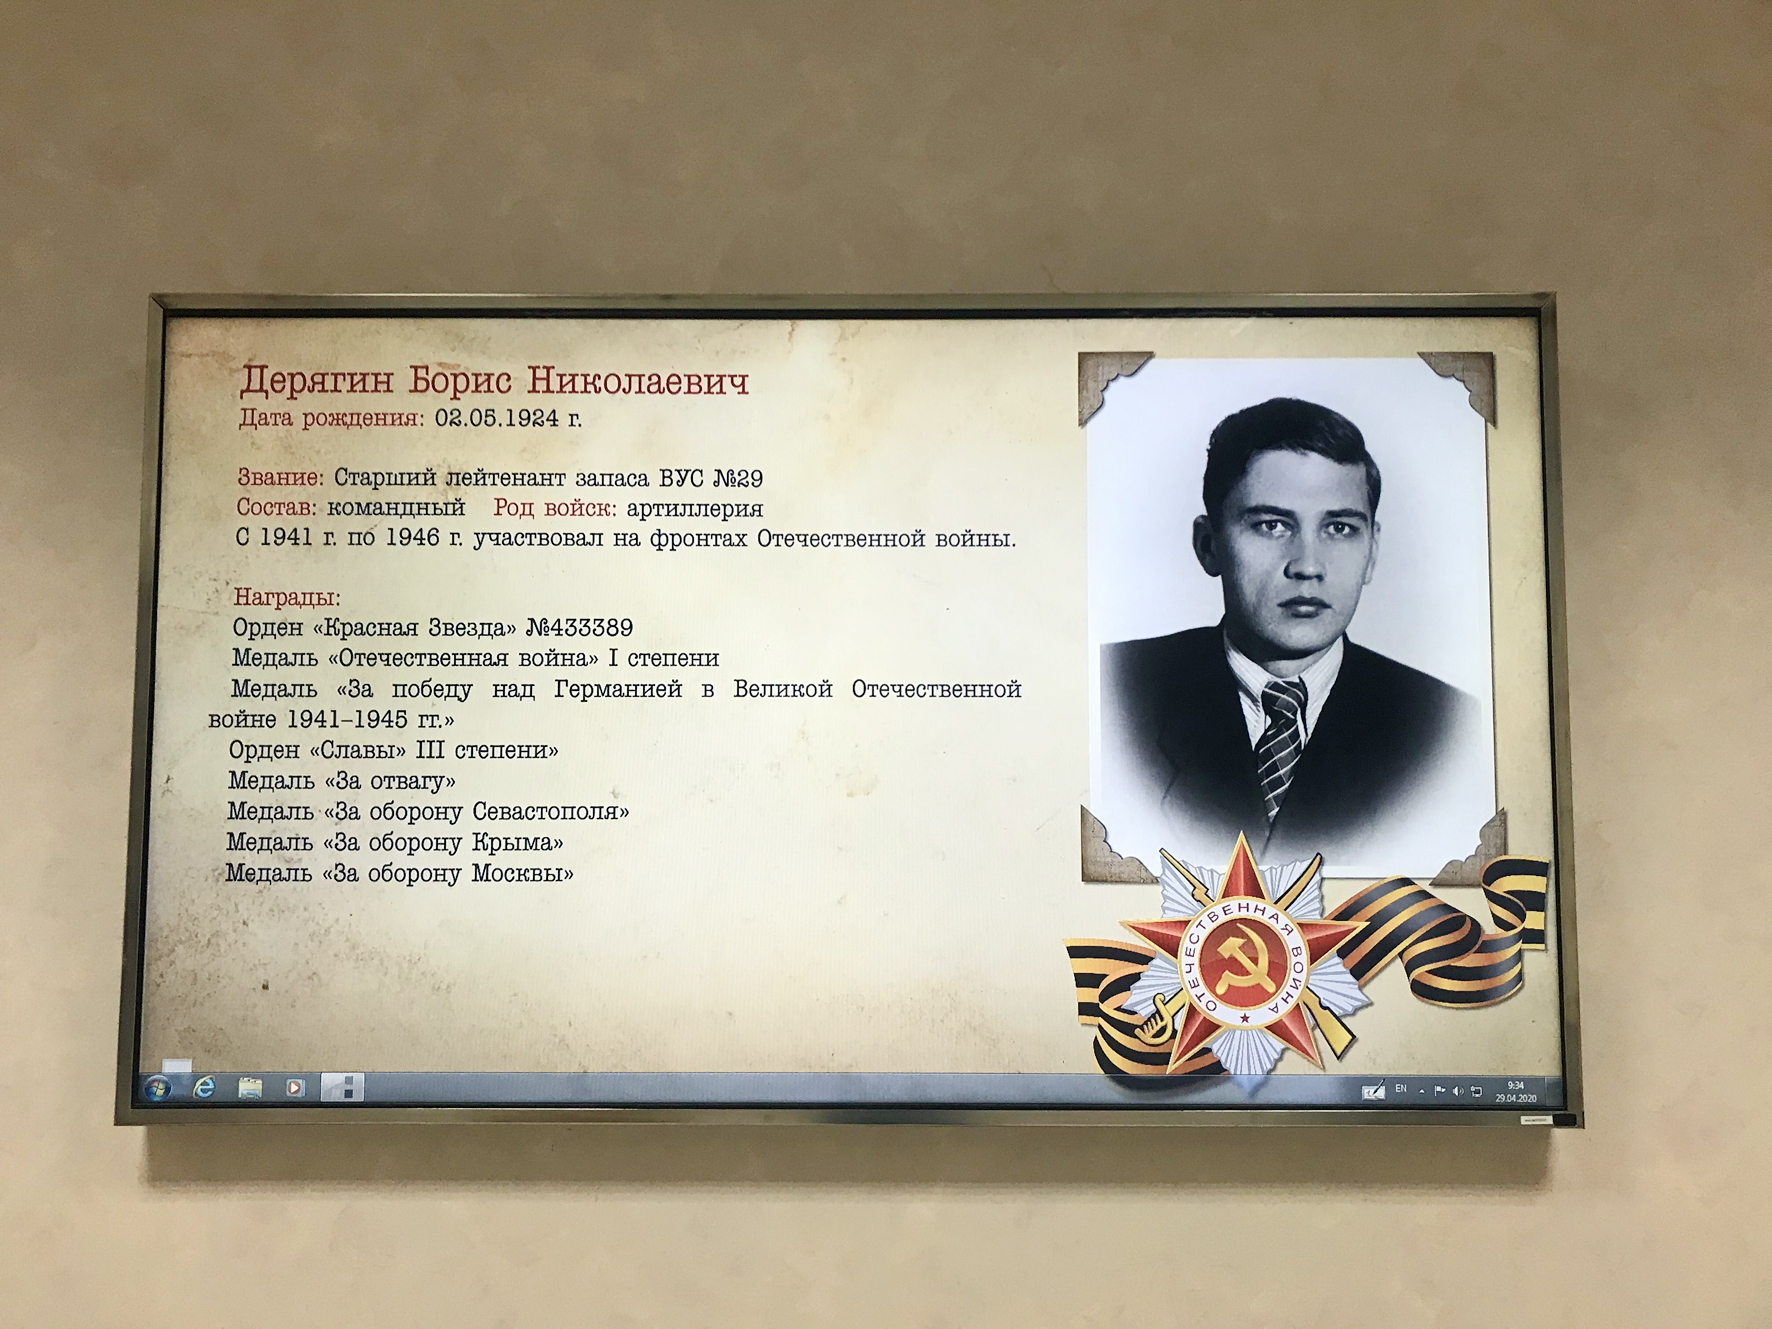 Дерягин Борис Николаевич
Дата рождения: 02.05.1924 г.
Звание: Старший лейтенант запаса ВУС №29
Состав: командный Род войск: артиллерия
С 1941 г. по 1946 г. участвовал на фронтах Отечественной войны.
Награды:
Орден «Красная Звезда» №433389
Медаль «Отечественная война» I степени
Медаль «За победу над Германией в Великой Отечественной
войне 1941–1945 гг.»
Орден «Славы» III степени»
Медаль «За отвагу»
Медаль «За оборону Севастополя»
Медаль «За оборону Крыма»
Медаль «За оборону Москвы»
ОТЕЧЕСТВЕННАЯ ВОЙНА
EN
9:34
29.04.2020